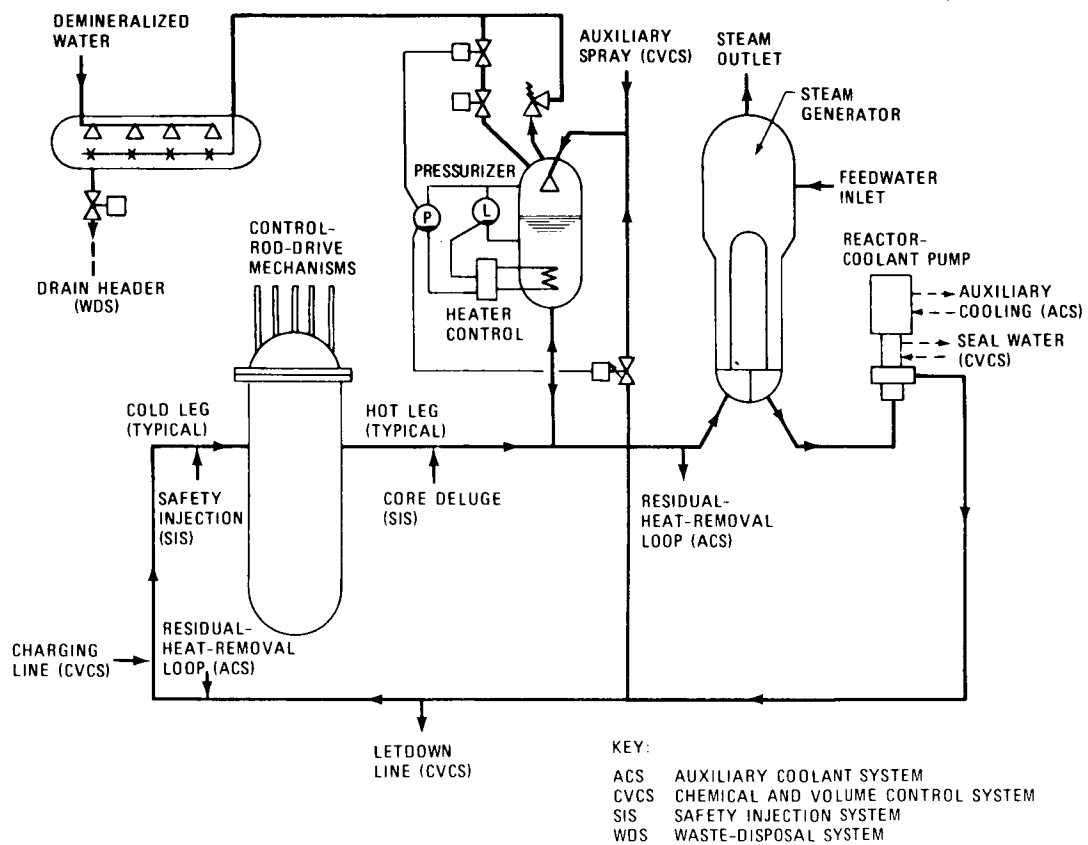 DEMINERALIZED
WATER
AUXILIARY
SPRAY (CVCS)
STEAM
OUTLET
STEAM
GENERATOR
PRESSURIZER
FEEDWATER
INLET
P
L
CONTROL-
ROD-DRIVE
MECHANISMS
REACTOR-
COOLANT PUMP
DRAIN HEADER
(WDS)
HEATER
CONTROL
AUXILIARY
COOLING (ACS)
SEAL WATER
(CVCS)
COLD LEG
(TYPICAL)
HOT LEG
(TYPICAL)
SAFETY
INJECTION
(SIS)
CORE DELUGE
(SIS)
RESIDUAL-
HEAT-REMOVAL
LOOP (ACS)
CHARGING
LINE (CVCS)
RESIDUAL-
HEAT-REMOVAL
LOOP (ACS)
LETDOWN
LINE (CVCS)
KEY:
ACS AUXILIARY COOLANT SYSTEM
CVCS CHEMICAL AND VOLUME CONTROL SYSTEM
SIS SAFETY INJECTION SYSTEM
WDS WASTE-DISPOSAL SYSTEM